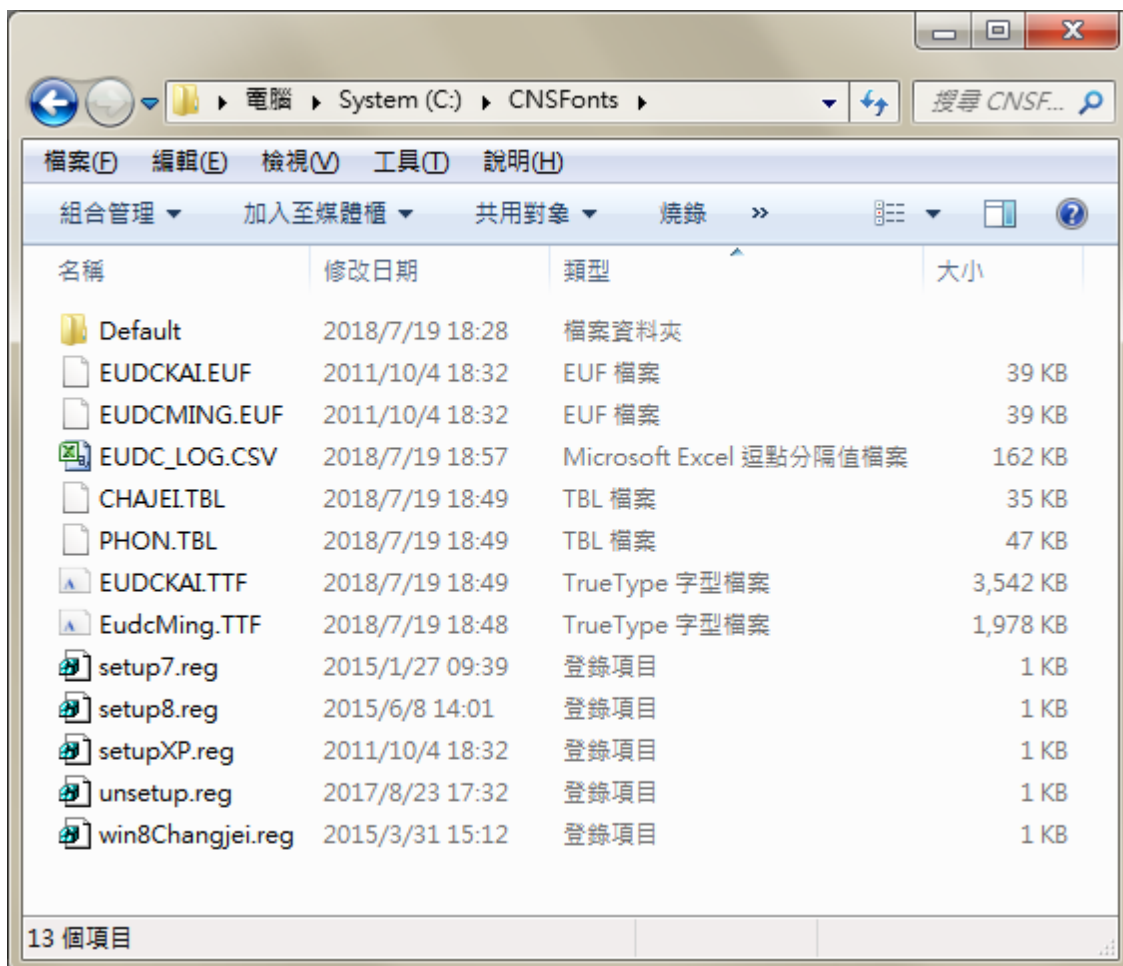 電腦 System (C:) CNSFonts 搜尋 CNSF...
檔案(F) 編輯(E) 檢視(V) 工具(T) 說明(H)
組合管理 加入至媒體櫃 共用對象 燒錄 »
名稱 修改日期 類型 大小
Default 2018/7/19 18:28 檔案資料夾
EUDCKAI.EUF 2011/10/4 18:32 EUF 檔案 39 KB
EUDCMING.EUF 2011/10/4 18:32 EUF 檔案 39 KB
EUDC_LOG.CSV 2018/7/19 18:57 Microsoft Excel 逗點分隔值檔案 162 KB
CHAJEI.TBL 2018/7/19 18:49 TBL 檔案 35 KB
PHON.TBL 2018/7/19 18:49 TBL 檔案 47 KB
EUDCKAI.TTF 2018/7/19 18:49 TrueType 字型檔案 3,542 KB
EudcMing.TTF 2018/7/19 18:48 TrueType 字型檔案 1,978 KB
setup7.reg 2015/1/27 09:39 登錄項目 1 KB
setup8.reg 2015/6/8 14:01 登錄項目 1 KB
setupXP.reg 2011/10/4 18:32 登錄項目 1 KB
unsetup.reg 2017/8/23 17:32 登錄項目 1 KB
win8Changjei.reg 2015/3/31 15:12 登錄項目 1 KB
13 個項目